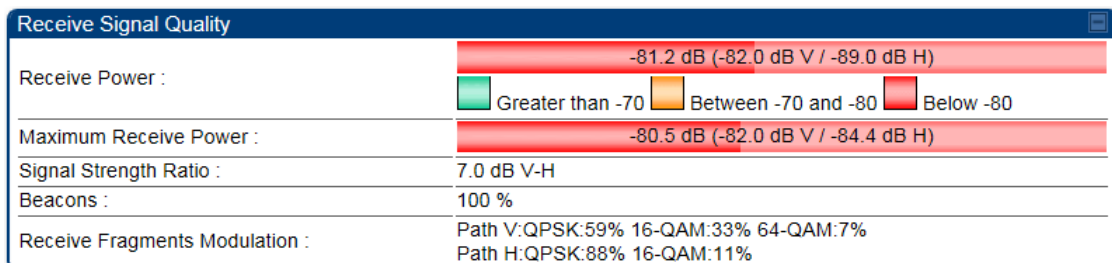 Receive Signal Quality
Receive Power :
-81.2 dB (-82.0 dB V / -89.0 dB H)
Greater than -70 Between -70 and -80 Below -80
Maximum Receive Power :
-80.5 dB (-82.0 dB V / -84.4 dB H)
Signal Strength Ratio :
7.0 dB V-H
Beacons :
100 %
Receive Fragments Modulation :
Path V:QPSK:59% 16-QAM:33% 64-QAM:7%
Path H:QPSK:88% 16-QAM:11%